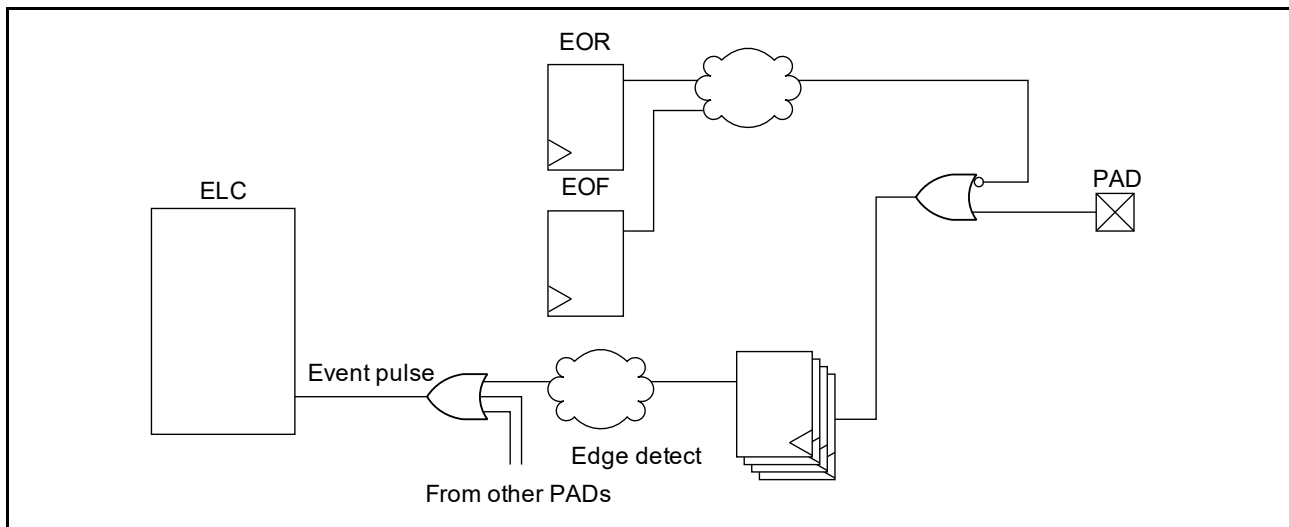 EOR
PAD
ELC
EOF
Event pulse
Edge detect
From other PADs